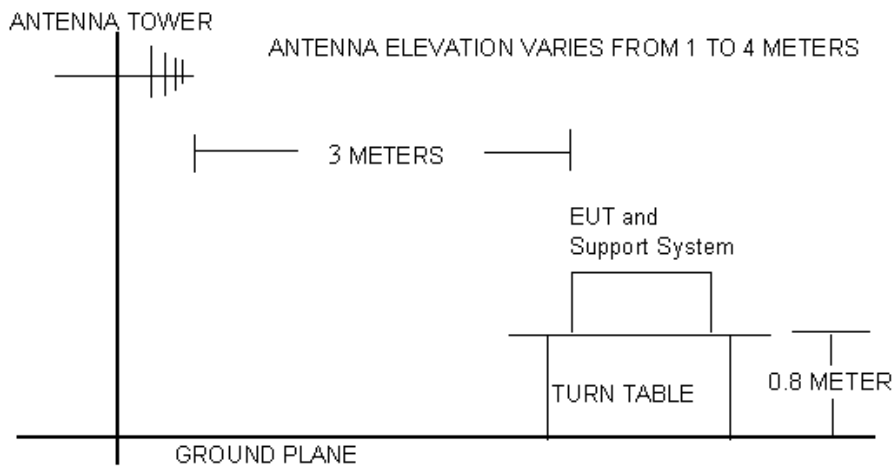 ANTENNA TOWER
ANTENNA ELEVATION VARIES FROM 1 TO 4 METERS
3 METERS
EUT and
Support System
TURN TABLE
0.8 METER
GROUND PLANE